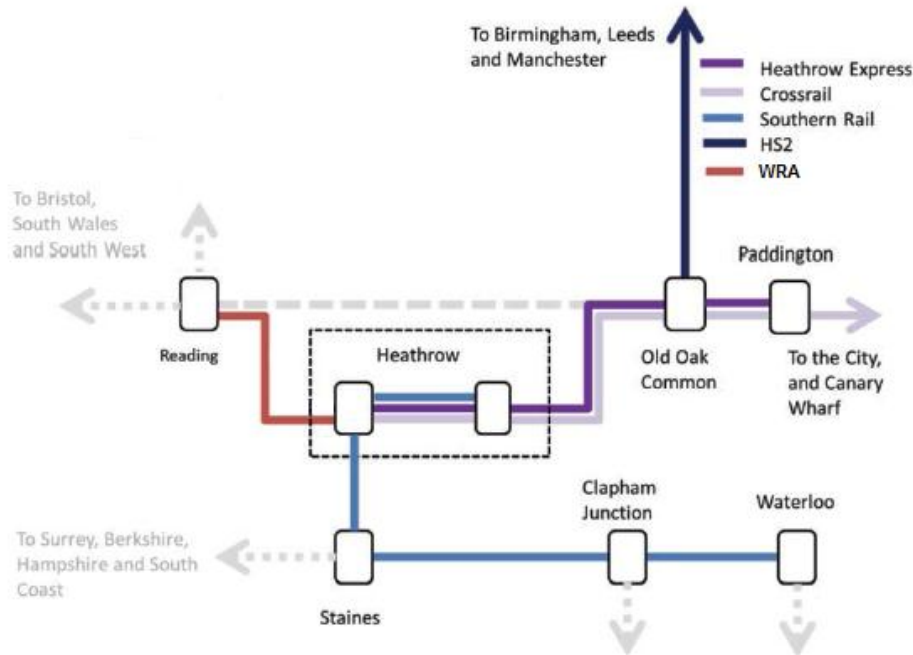 To Birmingham, Leeds
and Manchester
Heathrow Express
Crossrail
Southern Rail
HS2
WRA
To Bristol,
South Wales
and South West
Paddington
Reading
Heathrow
Old Oak
Common
To the City,
and Canary
Wharf
Clapham
Junction
Waterloo
To Surrey, Berkshire,
Hampshire and South
Coast
Staines